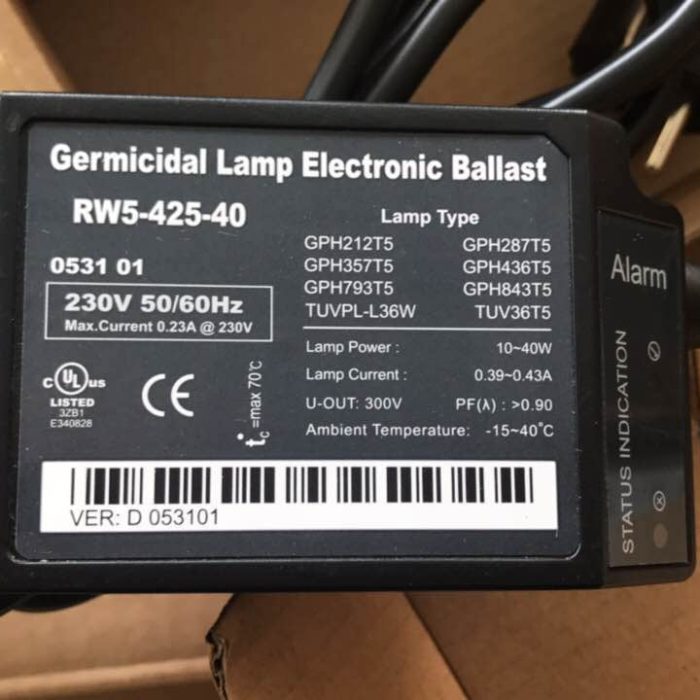 Germicidal Lamp Electronic Ballast
RW5-425-40
0531 01
230V 50/60Hz
Max.Current 0.23A @ 230V
c UL us
LISTED
3ZB1
E340828
CE
tc=max 70℃
Lamp Type
GPH212T5 GPH287T5
GPH357T5 GPH436T5
GPH793T5 GPH843T5
TUVPL-L36W TUV36T5
Lamp Power : 10~40W
Lamp Current : 0.39~0.43A
U-OUT: 300V PF(λ) : >0.90
Ambient Temperature: -15~40℃
VER: D 053101
Alarm
STATUS INDICATION